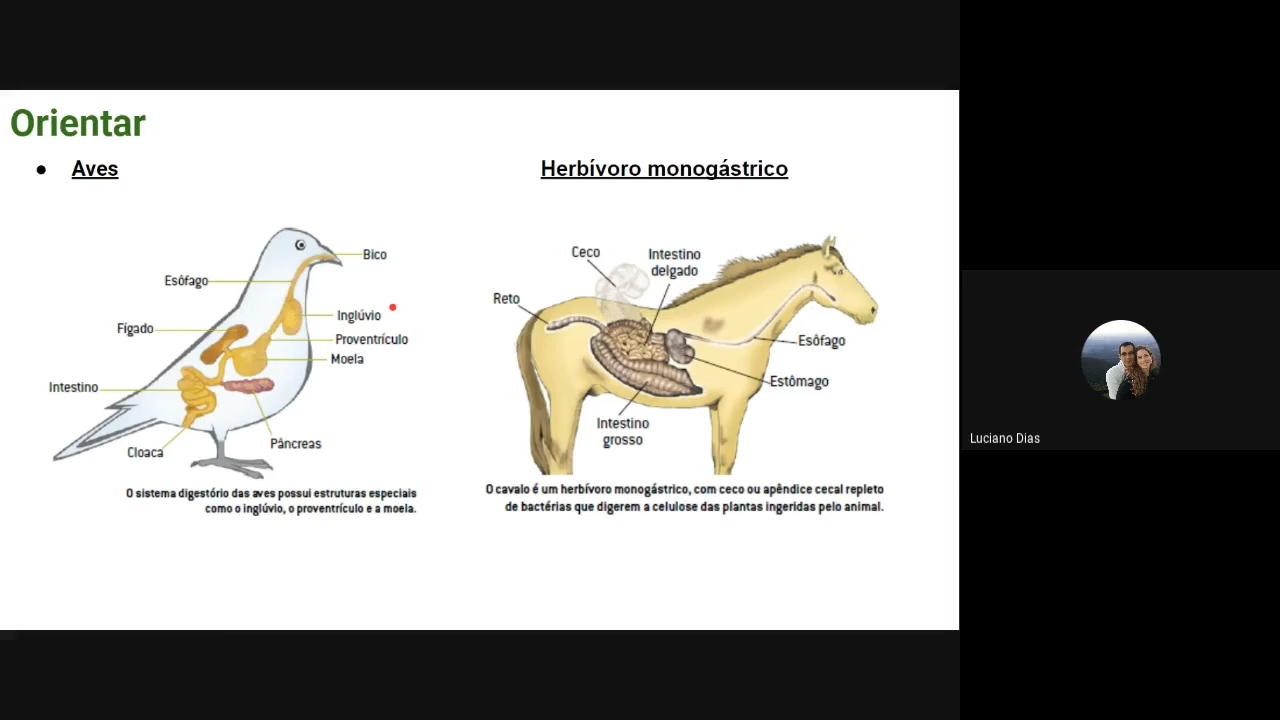 Orientar
● Aves
Herbívoro monogástrico
Bico
Esôfago
Inglúvio
Fígado
Proventrículo
Moela
Intestino
Pâncreas
Cloaca
O sistema digestório das aves possui estruturas especiais
como o inglúvio, o proventrículo e a moela.
Ceco
Intestino
delgado
Reto
Esôfago
Estômago
Intestino
grosso
O cavalo é um herbívoro monogástrico, com ceco ou apêndice cecal repleto
de bactérias que digerem a celulose das plantas ingeridas pelo animal.
Luciano Dias